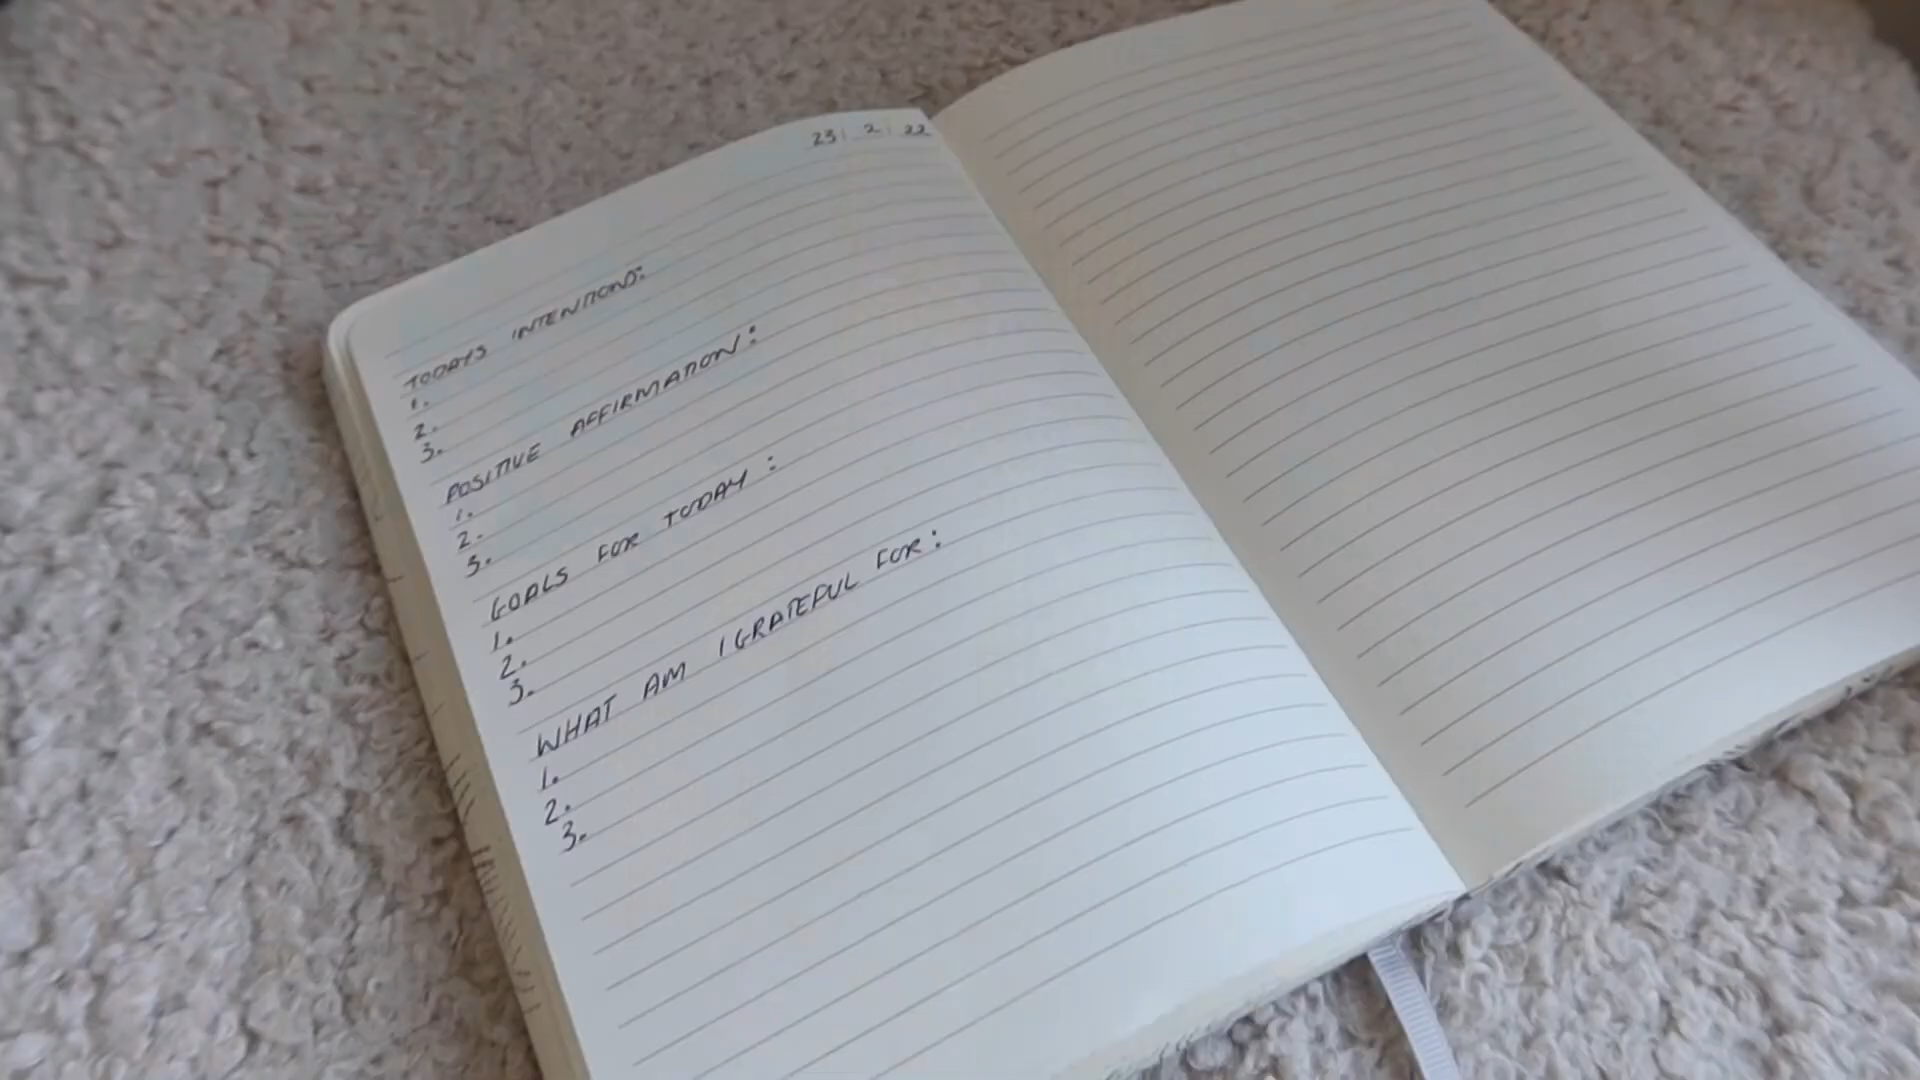 23 2 22
TODAYS INTENTIONS:
1.
2.
3.
POSITIVE AFFIRMATION:
1.
2.
3.
GOALS FOR TODAY:
1.
2.
3.
WHAT AM I GRATEFUL FOR:
1.
2.
3.